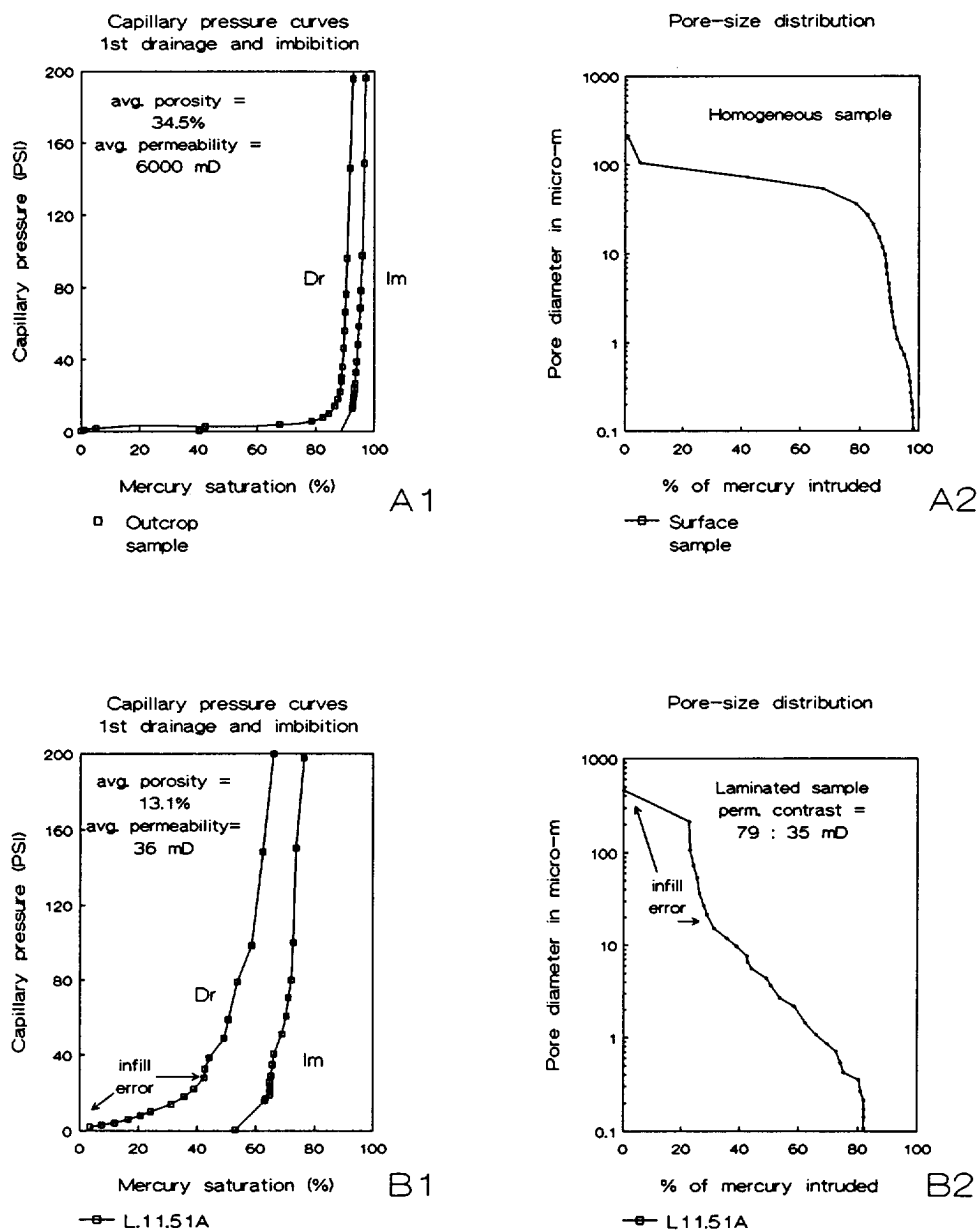 Capillary pressure curves
1st drainage and imbibition
200
160
120
80
40
0
Capillary pressure (PSI)
avg. porosity =
34.5%
avg. permeability =
6000 mD
Dr
Im
0 20 40 60 80 100
Mercury saturation (%)
A1
Outcrop
sample
Pore-size distribution
1000
100
10
1
0.1
Pore diameter in micro-m
Homogeneous sample
0 20 40 60 80 100
% of mercury intruded
A2
Surface
sample
Capillary pressure curves
1st drainage and imbibition
200
160
120
80
40
0
Capillary pressure (PSI)
avg. porosity =
13.1%
avg. permeability=
36 mD
Dr
Im
infill
error
0 20 40 60 80 100
Mercury saturation (%)
B1
L.11.51A
Pore-size distribution
1000
100
10
1
0.1
Pore diameter in micro-m
Laminated sample
perm. contrast =
79 : 35 mD
infill
error
0 20 40 60 80 100
% of mercury intruded
B2
L11.51A